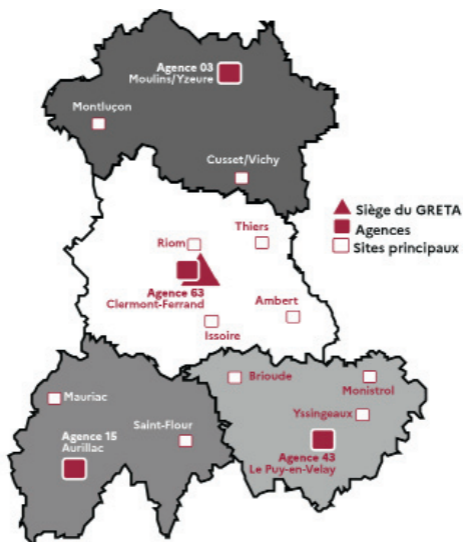 Agence 03
Moulins/Yzeure
Montluçon
Cusset/Vichy
Siège du GRETA
Agences
Sites principaux
Thiers
Riom
Agence 63
Clermont-Ferrand
Ambert
Issoire
Brioude
Monistrol
Mauriac
Yssingeaux
Saint-Flour
Agence 15
Aurillac
Agence 43
Le Puy-en-Velay